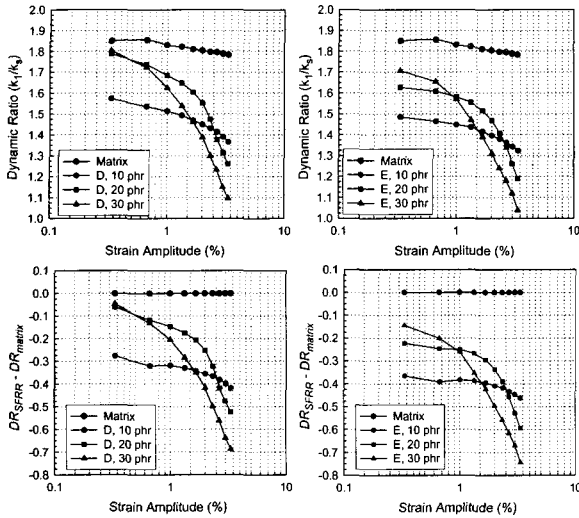 Dynamic Ratio (k₁/kₛ)
2.0
1.9
1.8
1.7
1.6
1.5
1.4
1.3
1.2
1.1
1.0
Matrix
D, 10 phr
D, 20 phr
D, 30 phr
0.1
1
10
Strain Amplitude (%)
Dynamic Ratio (k₁/kₛ)
2.0
1.9
1.8
1.7
1.6
1.5
1.4
1.3
1.2
1.1
1.0
Matrix
E, 10 phr
E, 20 phr
E, 30 phr
0.1
1
10
Strain Amplitude (%)
DR_SFRR - DR_matrix
0.1
0.0
-0.1
-0.2
-0.3
-0.4
-0.5
-0.6
-0.7
-0.8
Matrix
D, 10 phr
D, 20 phr
D, 30 phr
0.1
1
10
Strain Amplitude (%)
DR_SFRR - DR_matrix
0.1
0.0
-0.1
-0.2
-0.3
-0.4
-0.5
-0.6
-0.7
-0.8
Matrix
E, 10 phr
E, 20 phr
E, 30 phr
0.1
1
10
Strain Amplitude (%)